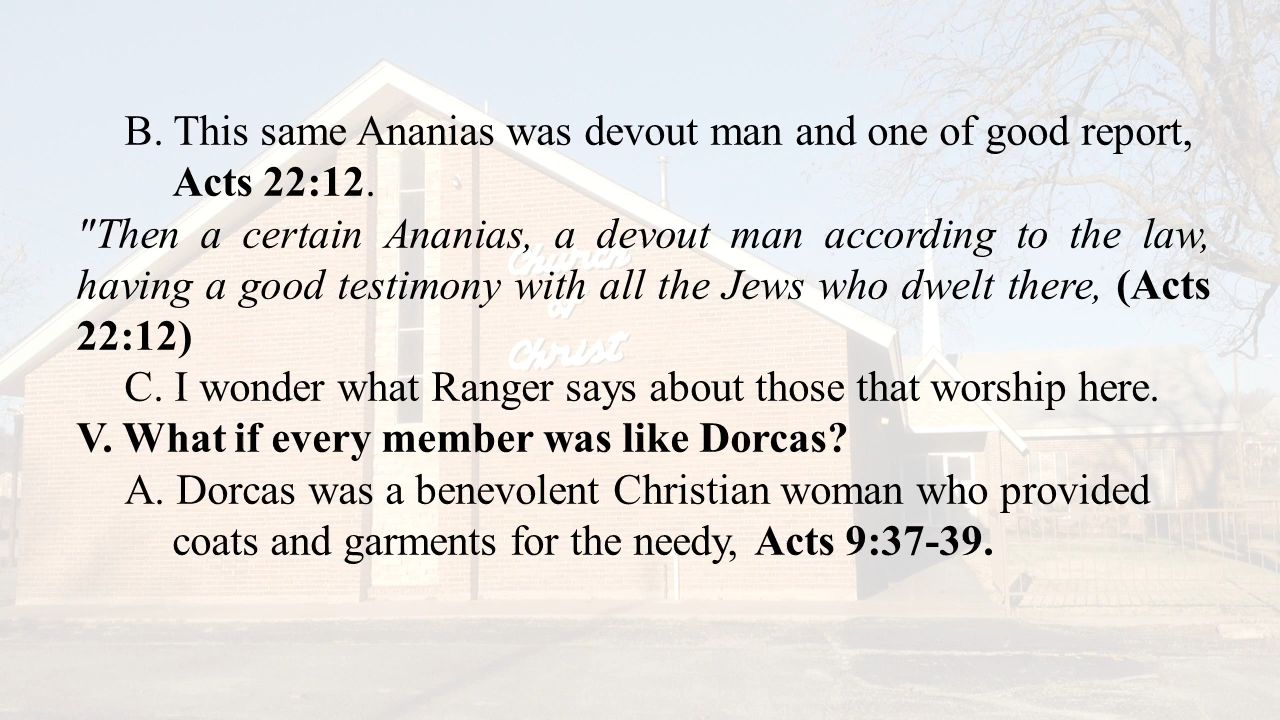 B. This same Ananias was devout man and one of good report,
Acts 22:12.
"Then a certain Ananias, a devout man according to the law,
having a good testimony with all the Jews who dwelt there, (Acts
22:12)
C. I wonder what Ranger says about those that worship here.
V. What if every member was like Dorcas?
A. Dorcas was a benevolent Christian woman who provided
coats and garments for the needy, Acts 9:37-39.
Church
of
Christ